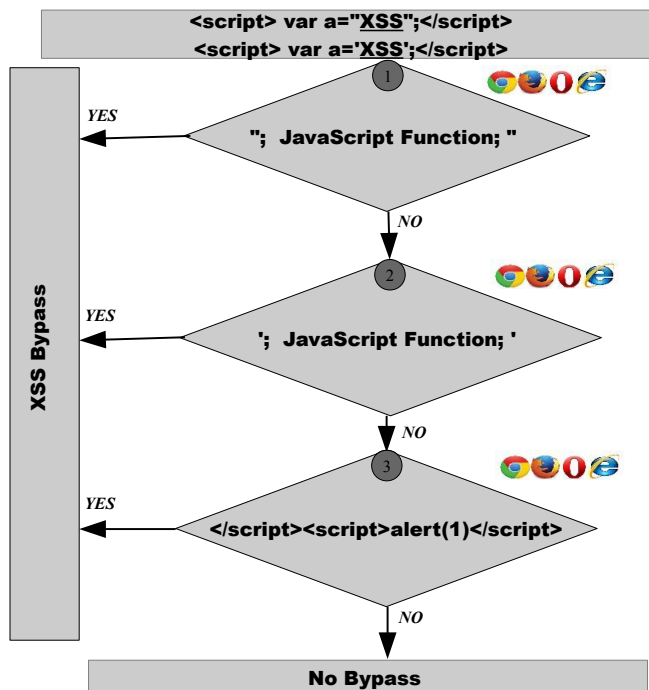 <script> var a="XSS";</script>
<script> var a='XSS';</script>
1
YES
"; JavaScript Function; "
NO
2
YES
'; JavaScript Function; '
XSS Bypass
NO
3
YES
</script><script>alert(1)</script>
NO
No Bypass